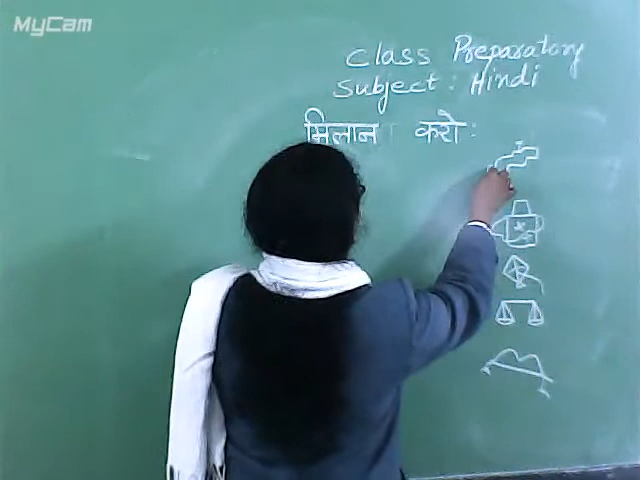 MyCam
Class Preparatory
Subject : Hindi
मिलान करो :